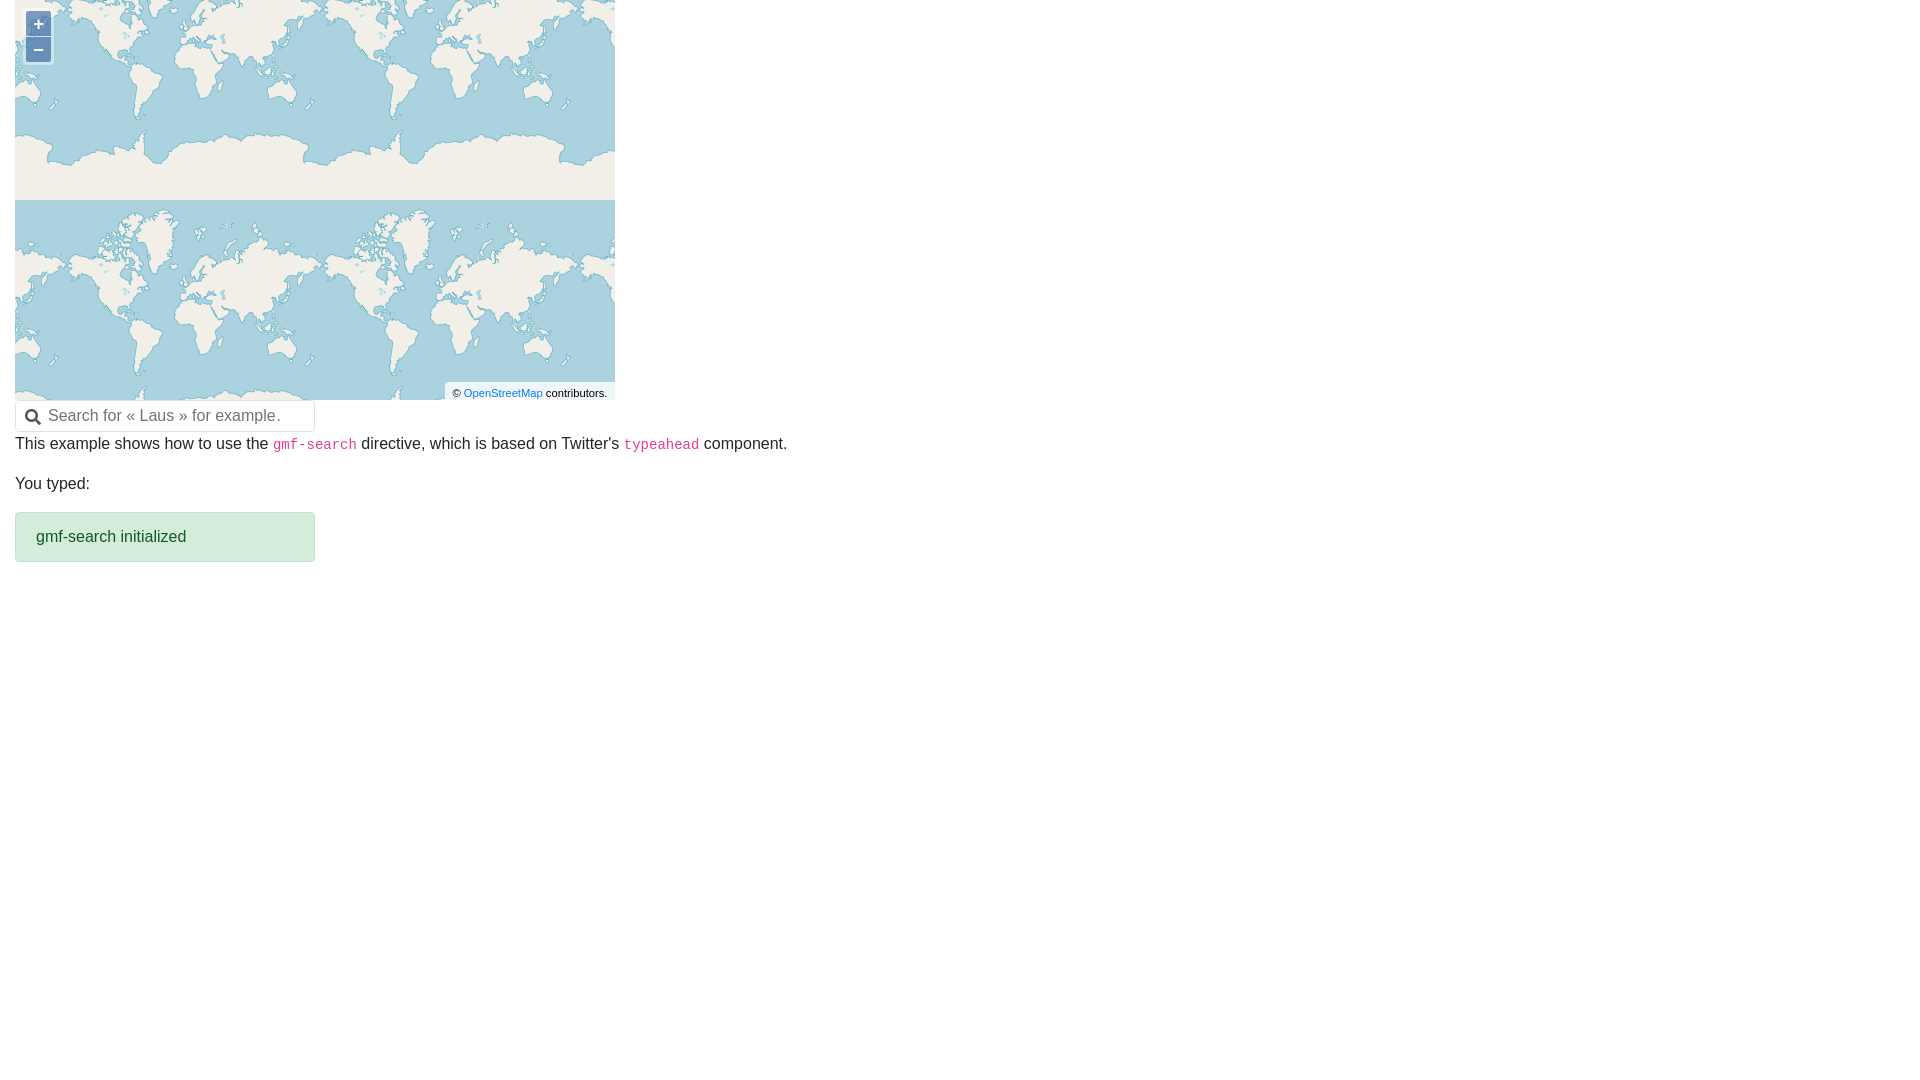 +
−
© OpenStreetMap contributors.
Search for « Laus » for example.
This example shows how to use the gmf-search directive, which is based on Twitter's typeahead component.
You typed:
gmf-search initialized